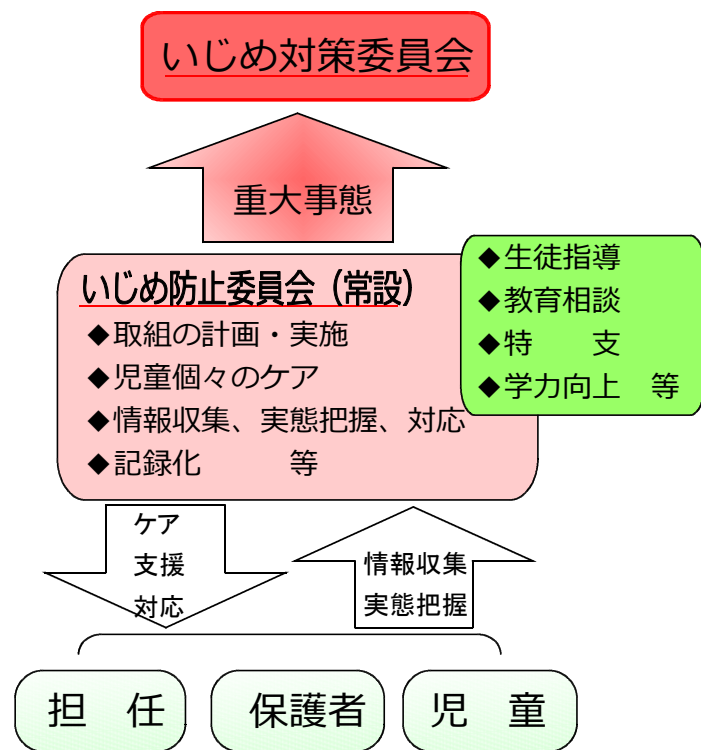 いじめ対策委員会
重大事態
いじめ防止委員会（常設）
◆取組の計画・実施
◆児童個々のケア
◆情報収集、実態把握、対応
◆記録化　　　等
◆生徒指導
◆教育相談
◆特　　支
◆学力向上　等
ケア
支援
対応
情報収集
実態把握
担　任
保護者
児　童